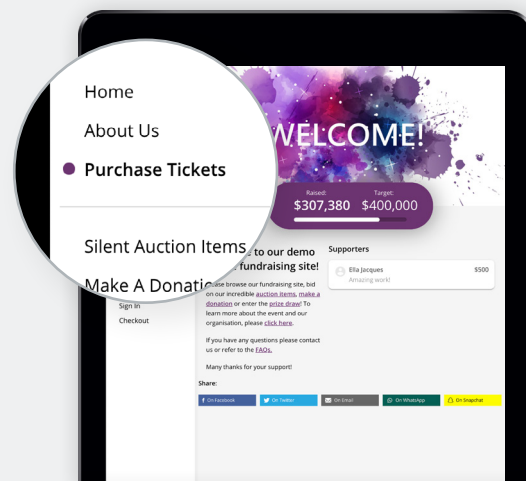 Home
About Us
Purchase Tickets
Silent Auction Items
Make A
Sign In
Checkout
WELCOME!
Raised:
Target:
$307,380
$400,000
to our demo
fundraising site!
browse our fundraising site, bid
on our incredible auction items, make a
donation or enter the prize draw! To
learn more about the event and our
organisation, please click here.
If you have any questions please contact
us or refer to the FAQs.
Many thanks for your support!
Supporters
Ella Jacques
$500
Amazing work!
Share:
On Facebook
On Twitter
On Email
On WhatsApp
On Snapchat